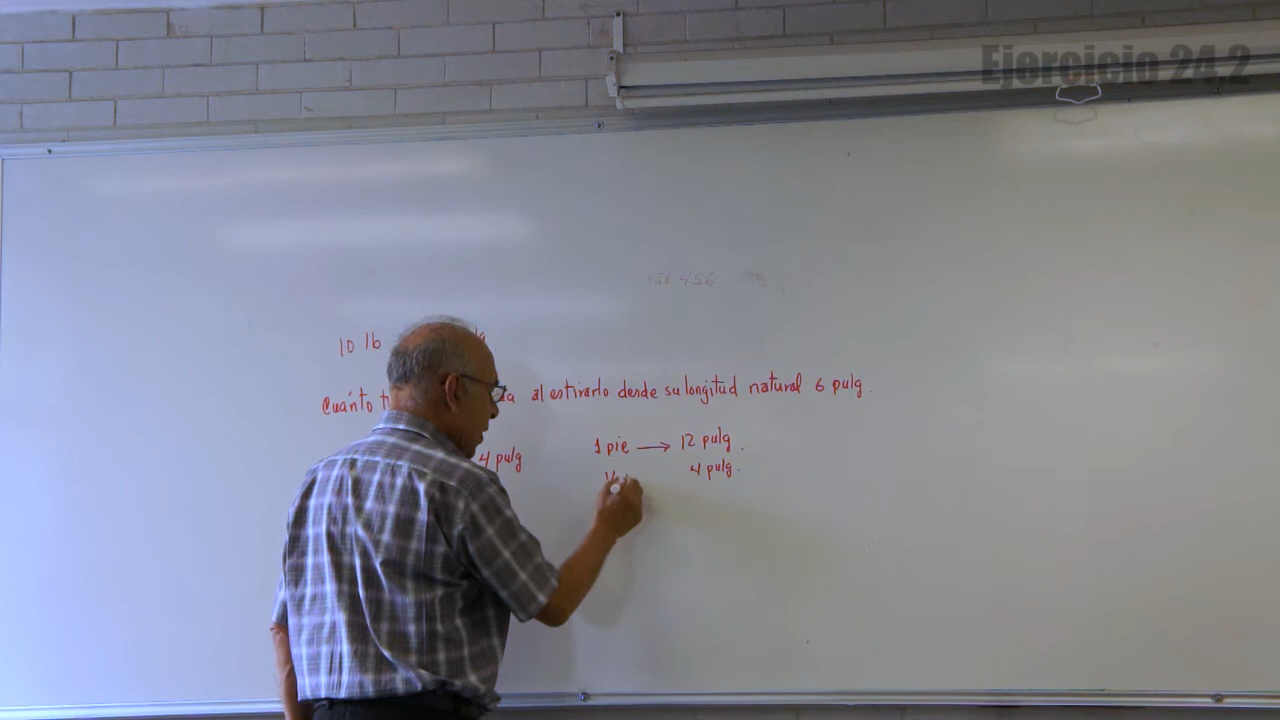 Ejercicio 24.2
456
10 lb
Cuánto al estirarlo desde su longitud natural 6 pulg.
4 pulg 1 pie → 12 pulg.
4 pulg.